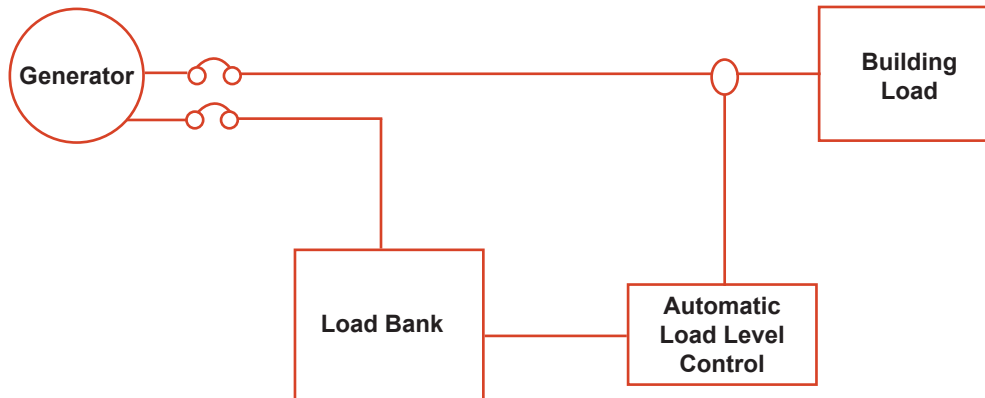 Generator
Building
Load
Load Bank
Automatic
Load Level
Control